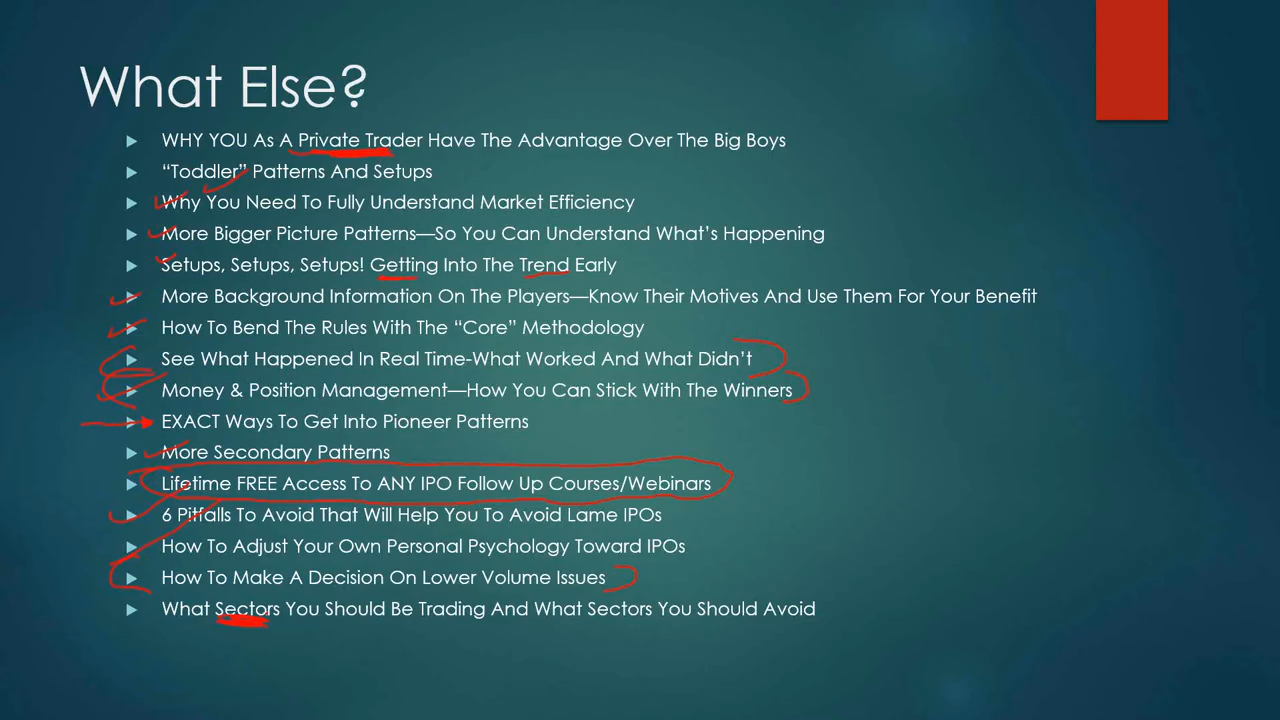 What Else?
WHY YOU As A Private Trader Have The Advantage Over The Big Boys
“Toddler” Patterns And Setups
Why You Need To Fully Understand Market Efficiency
More Bigger Picture Patterns—So You Can Understand What’s Happening
Setups, Setups, Setups! Getting Into The Trend Early
More Background Information On The Players—Know Their Motives And Use Them For Your Benefit
How To Bend The Rules With The “Core” Methodology
See What Happened In Real Time-What Worked And What Didn’t
Money & Position Management—How You Can Stick With The Winners
EXACT Ways To Get Into Pioneer Patterns
More Secondary Patterns
Lifetime FREE Access To ANY IPO Follow Up Courses/Webinars
6 Pitfalls To Avoid That Will Help You To Avoid Lame IPOs
How To Adjust Your Own Personal Psychology Toward IPOs
How To Make A Decision On Lower Volume Issues
What Sectors You Should Be Trading And What Sectors You Should Avoid